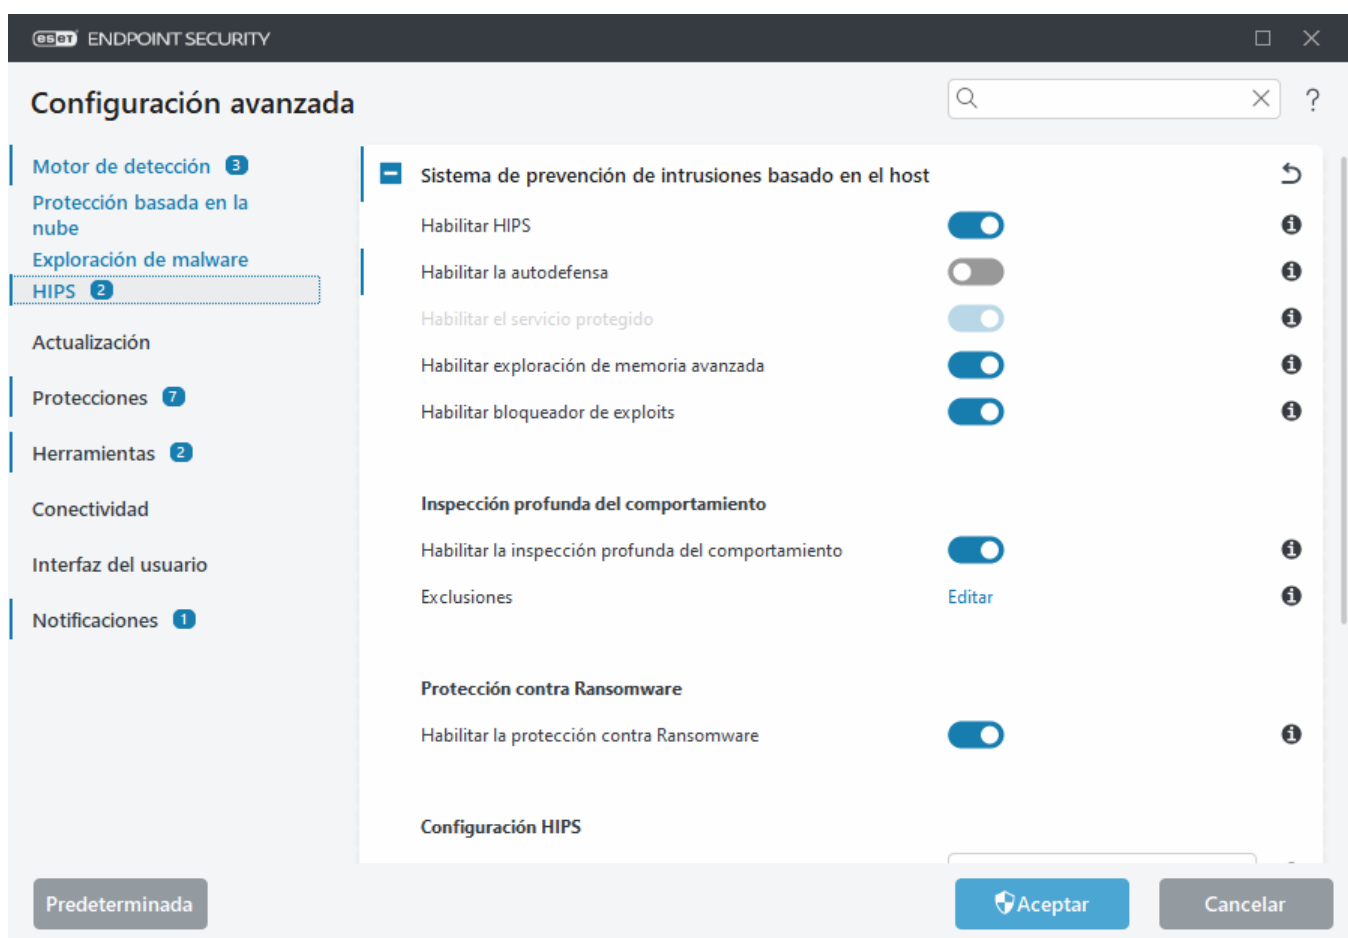 eset ENDPOINT SECURITY
Configuración avanzada
?
Motor de detección 3
Protección basada en la
nube
Exploración de malware
HIPS 2
Actualización
Protecciones 7
Herramientas 2
Conectividad
Interfaz del usuario
Notificaciones 1
Sistema de prevención de intrusiones basado en el host
Habilitar HIPS
Habilitar la autodefensa
Habilitar el servicio protegido
Habilitar exploración de memoria avanzada
Habilitar bloqueador de exploits
Inspección profunda del comportamiento
Habilitar la inspección profunda del comportamiento
Exclusiones Editar
Protección contra Ransomware
Habilitar la protección contra Ransomware
Configuración HIPS
Predeterminada Aceptar Cancelar